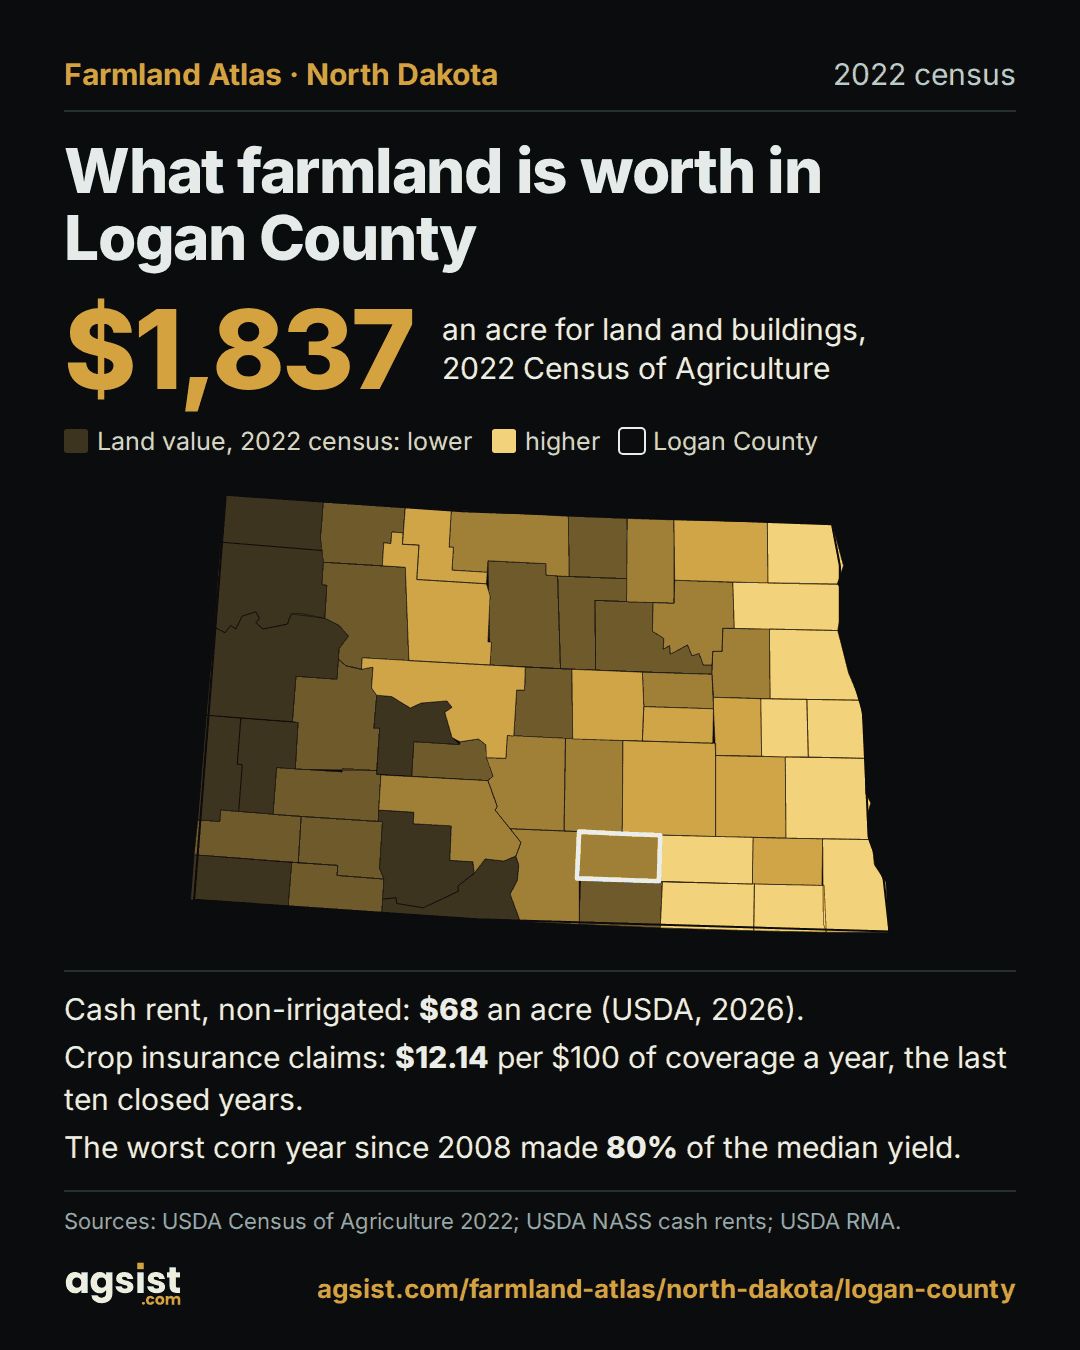 Farmland Atlas · North Dakota
2022 census
What farmland is worth in
Logan County
$1,837
an acre for land and buildings,
2022 Census of Agriculture
Land value, 2022 census: lower
higher
Logan County
Cash rent, non-irrigated: $68 an acre (USDA, 2026).
Crop insurance claims: $12.14 per $100 of coverage a year, the last
ten closed years.
The worst corn year since 2008 made 80% of the median yield.
Sources: USDA Census of Agriculture 2022; USDA NASS cash rents; USDA RMA.
agsist
.com
agsist.com/farmland-atlas/north-dakota/logan-county